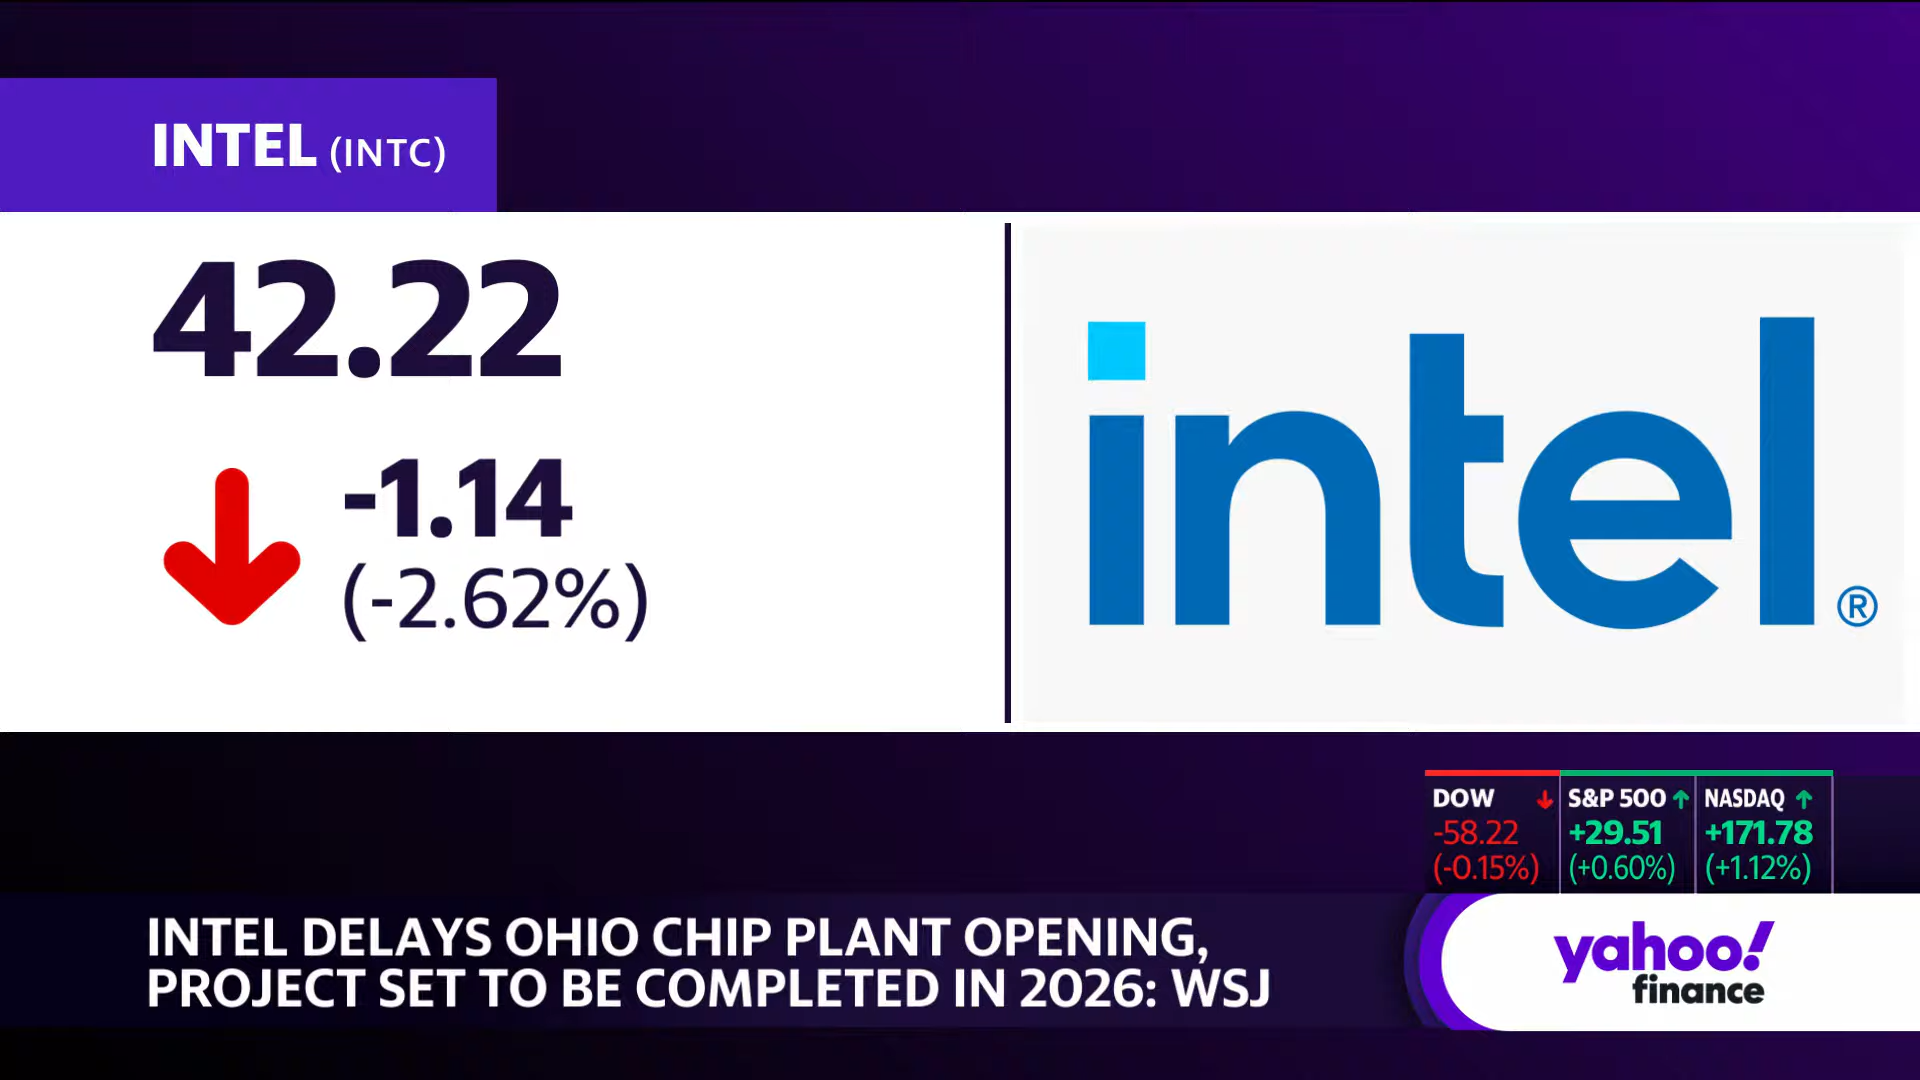 INTEL (INTC)
42.22
-1.14
(-2.62%)
intel®
DOW
-58.22
(-0.15%)
S&P 500
+29.51
(+0.60%)
NASDAQ
+171.78
(+1.12%)
INTEL DELAYS OHIO CHIP PLANT OPENING,
PROJECT SET TO BE COMPLETED IN 2026: WSJ
yahoo!
finance